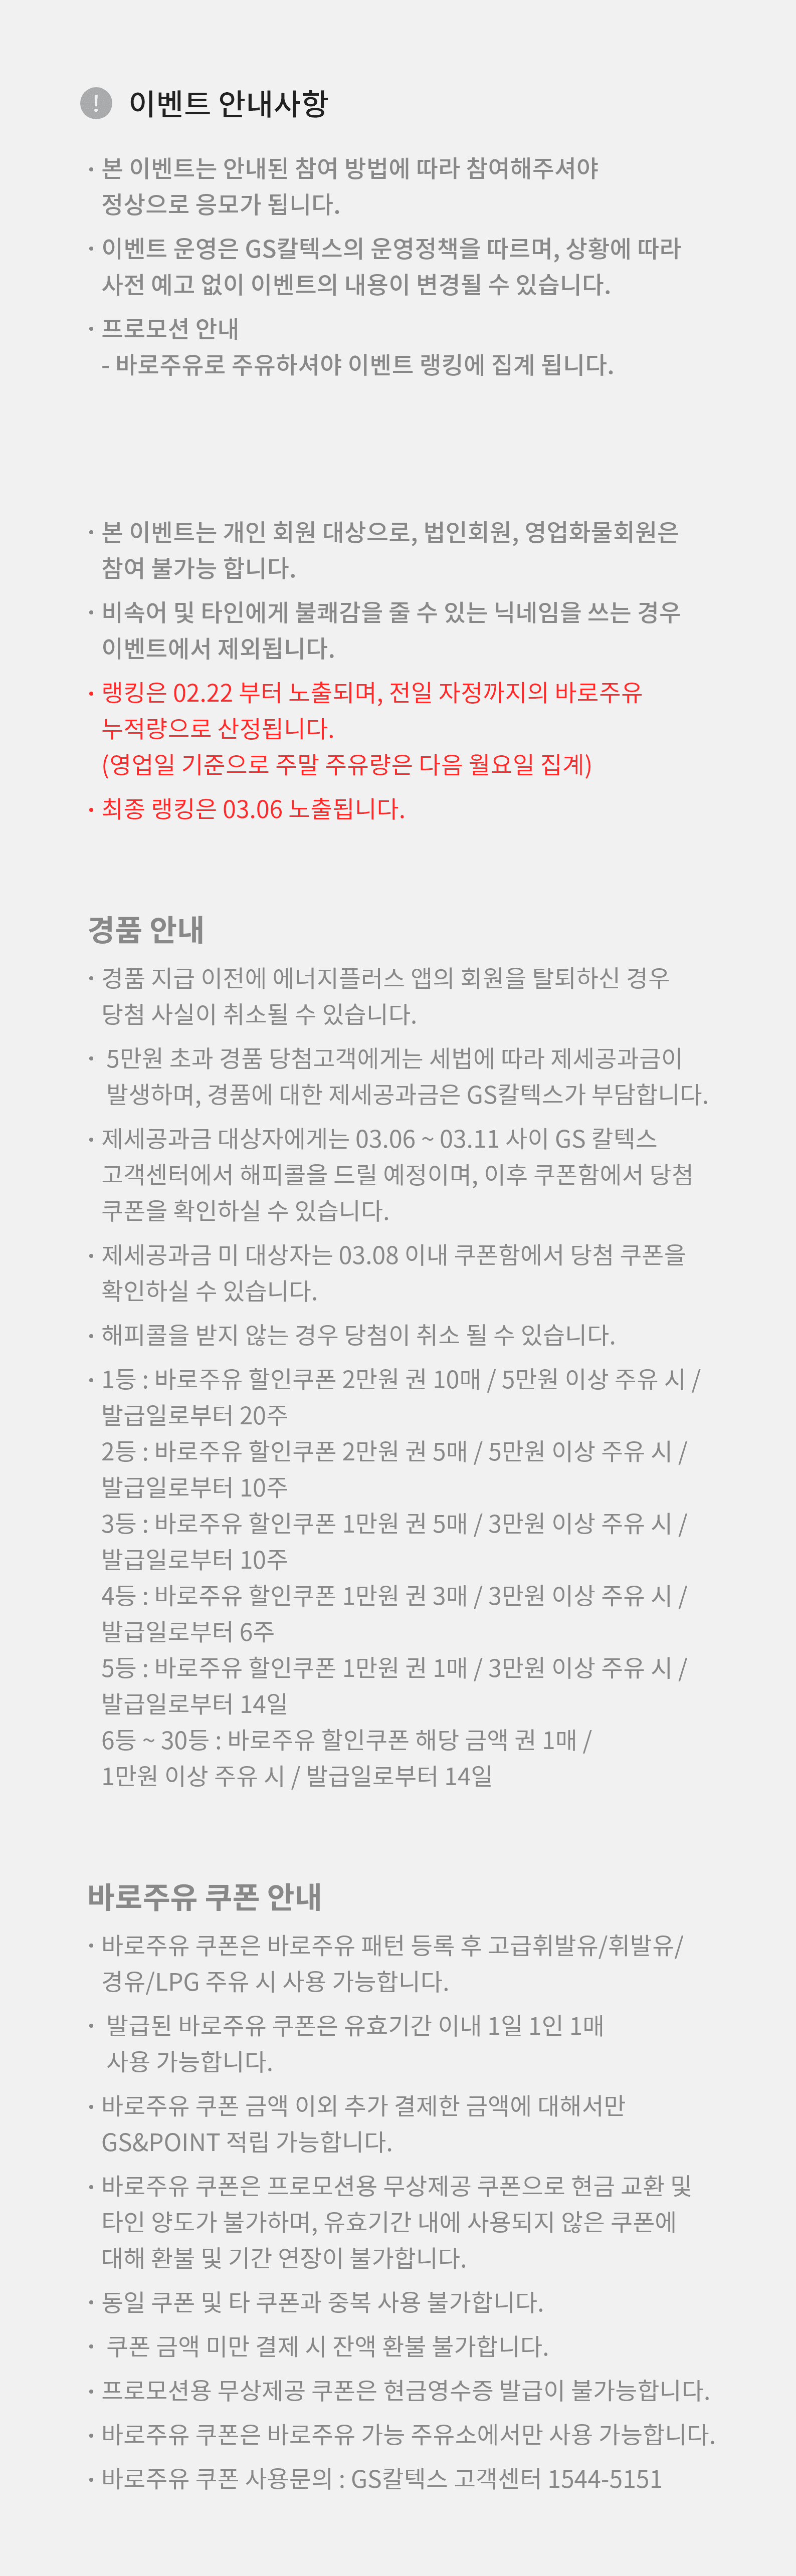 ! 이벤트 안내사항
· 본 이벤트는 안내된 참여 방법에 따라 참여해주셔야
정상으로 응모가 됩니다.
· 이벤트 운영은 GS칼텍스의 운영정책을 따르며, 상황에 따라
사전 예고 없이 이벤트의 내용이 변경될 수 있습니다.
· 프로모션 안내
- 바로주유로 주유하셔야 이벤트 랭킹에 집계 됩니다.
· 본 이벤트는 개인 회원 대상으로, 법인회원, 영업화물회원은
참여 불가능 합니다.
· 비속어 및 타인에게 불쾌감을 줄 수 있는 닉네임을 쓰는 경우
이벤트에서 제외됩니다.
· 랭킹은 02.22 부터 노출되며, 전일 자정까지의 바로주유
누적량으로 산정됩니다.
(영업일 기준으로 주말 주유량은 다음 월요일 집계)
· 최종 랭킹은 03.06 노출됩니다.
경품 안내
· 경품 지급 이전에 에너지플러스 앱의 회원을 탈퇴하신 경우
당첨 사실이 취소될 수 있습니다.
· 5만원 초과 경품 당첨고객에게는 세법에 따라 제세공과금이
발생하며, 경품에 대한 제세공과금은 GS칼텍스가 부담합니다.
· 제세공과금 대상자에게는 03.06 ~ 03.11 사이 GS 칼텍스
고객센터에서 해피콜을 드릴 예정이며, 이후 쿠폰함에서 당첨
쿠폰을 확인하실 수 있습니다.
· 제세공과금 미 대상자는 03.08 이내 쿠폰함에서 당첨 쿠폰을
확인하실 수 있습니다.
· 해피콜을 받지 않는 경우 당첨이 취소 될 수 있습니다.
· 1등 : 바로주유 할인쿠폰 2만원 권 10매 / 5만원 이상 주유 시 /
발급일로부터 20주
2등 : 바로주유 할인쿠폰 2만원 권 5매 / 5만원 이상 주유 시 /
발급일로부터 10주
3등 : 바로주유 할인쿠폰 1만원 권 5매 / 3만원 이상 주유 시 /
발급일로부터 10주
4등 : 바로주유 할인쿠폰 1만원 권 3매 / 3만원 이상 주유 시 /
발급일로부터 6주
5등 : 바로주유 할인쿠폰 1만원 권 1매 / 3만원 이상 주유 시 /
발급일로부터 14일
6등 ~ 30등 : 바로주유 할인쿠폰 해당 금액 권 1매 /
1만원 이상 주유 시 / 발급일로부터 14일
바로주유 쿠폰 안내
· 바로주유 쿠폰은 바로주유 패턴 등록 후 고급휘발유/휘발유/
경유/LPG 주유 시 사용 가능합니다.
· 발급된 바로주유 쿠폰은 유효기간 이내 1일 1인 1매
사용 가능합니다.
· 바로주유 쿠폰 금액 이외 추가 결제한 금액에 대해서만
GS&POINT 적립 가능합니다.
· 바로주유 쿠폰은 프로모션용 무상제공 쿠폰으로 현금 교환 및
타인 양도가 불가하며, 유효기간 내에 사용되지 않은 쿠폰에
대해 환불 및 기간 연장이 불가합니다.
· 동일 쿠폰 및 타 쿠폰과 중복 사용 불가합니다.
· 쿠폰 금액 미만 결제 시 잔액 환불 불가합니다.
· 프로모션용 무상제공 쿠폰은 현금영수증 발급이 불가능합니다.
· 바로주유 쿠폰은 바로주유 가능 주유소에서만 사용 가능합니다.
· 바로주유 쿠폰 사용문의 : GS칼텍스 고객센터 1544-5151